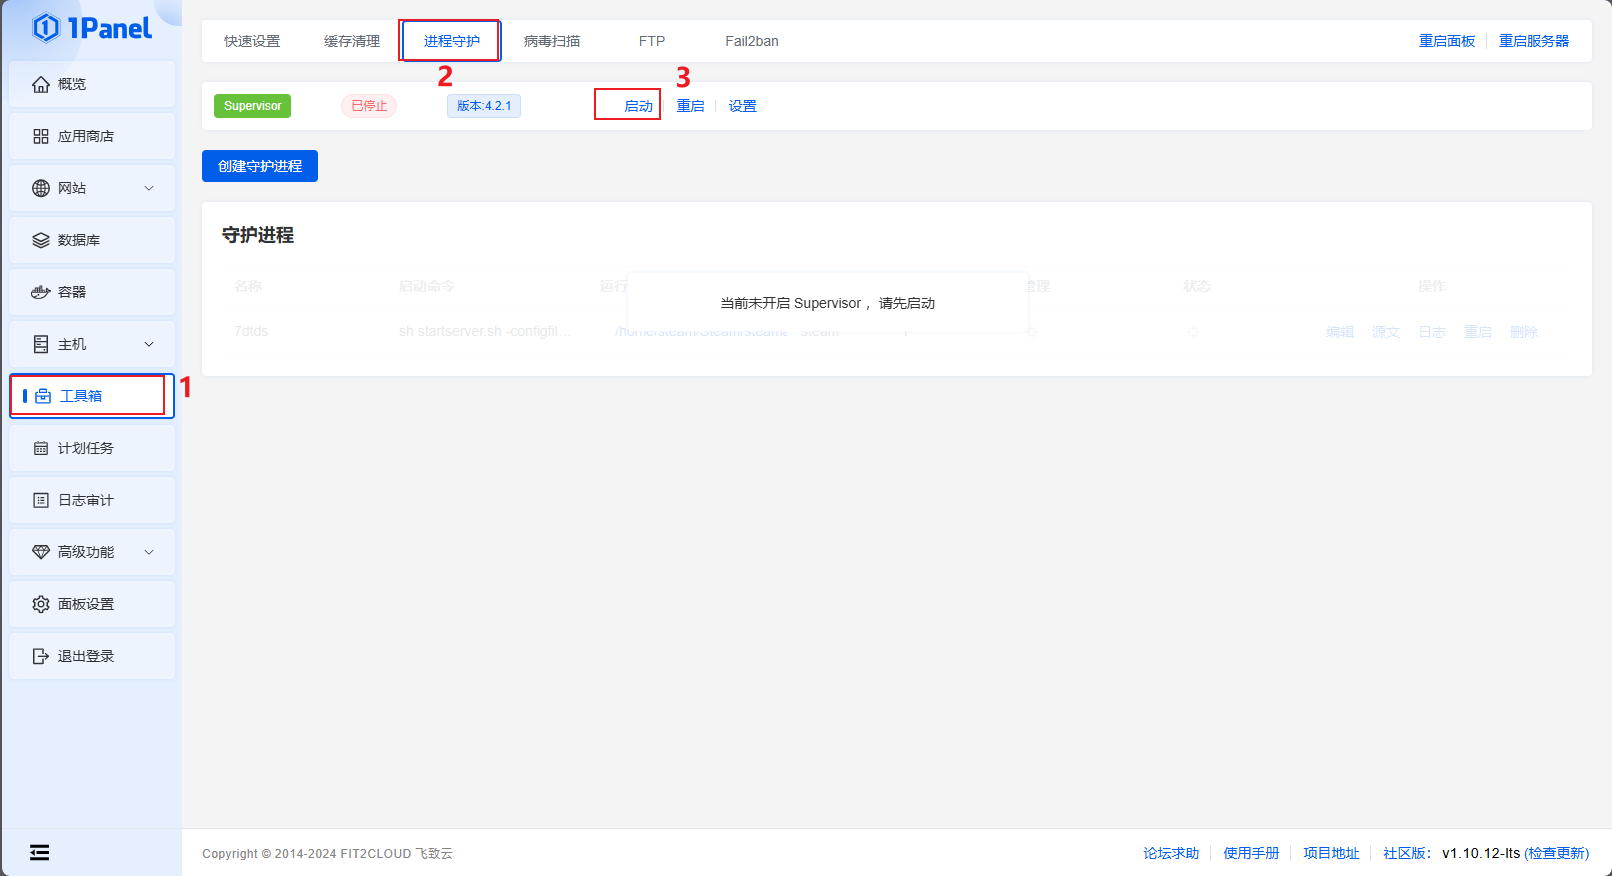 1Panel
概览
应用商店
网站
数据库
容器
主机
工具箱
1
计划任务
日志审计
高级功能
面板设置
退出登录
快速设置 缓存清理 进程守护 病毒扫描 FTP Fail2ban 重启面板 重启服务器
2
3
Supervisor 已停止 版本:4.2.1 启动 重启 设置
创建守护进程
守护进程
名称 启动命令 运行 管理 状态 操作
当前未开启 Supervisor ，请先启动
7dtds sh startserver.sh -configfil... /home/steam/Steam/steama steam 编辑 源文 日志 重启 删除
Copyright © 2014-2024 FIT2CLOUD 飞致云 论坛求助 使用手册 项目地址 社区版： v1.10.12-lts (检查更新)